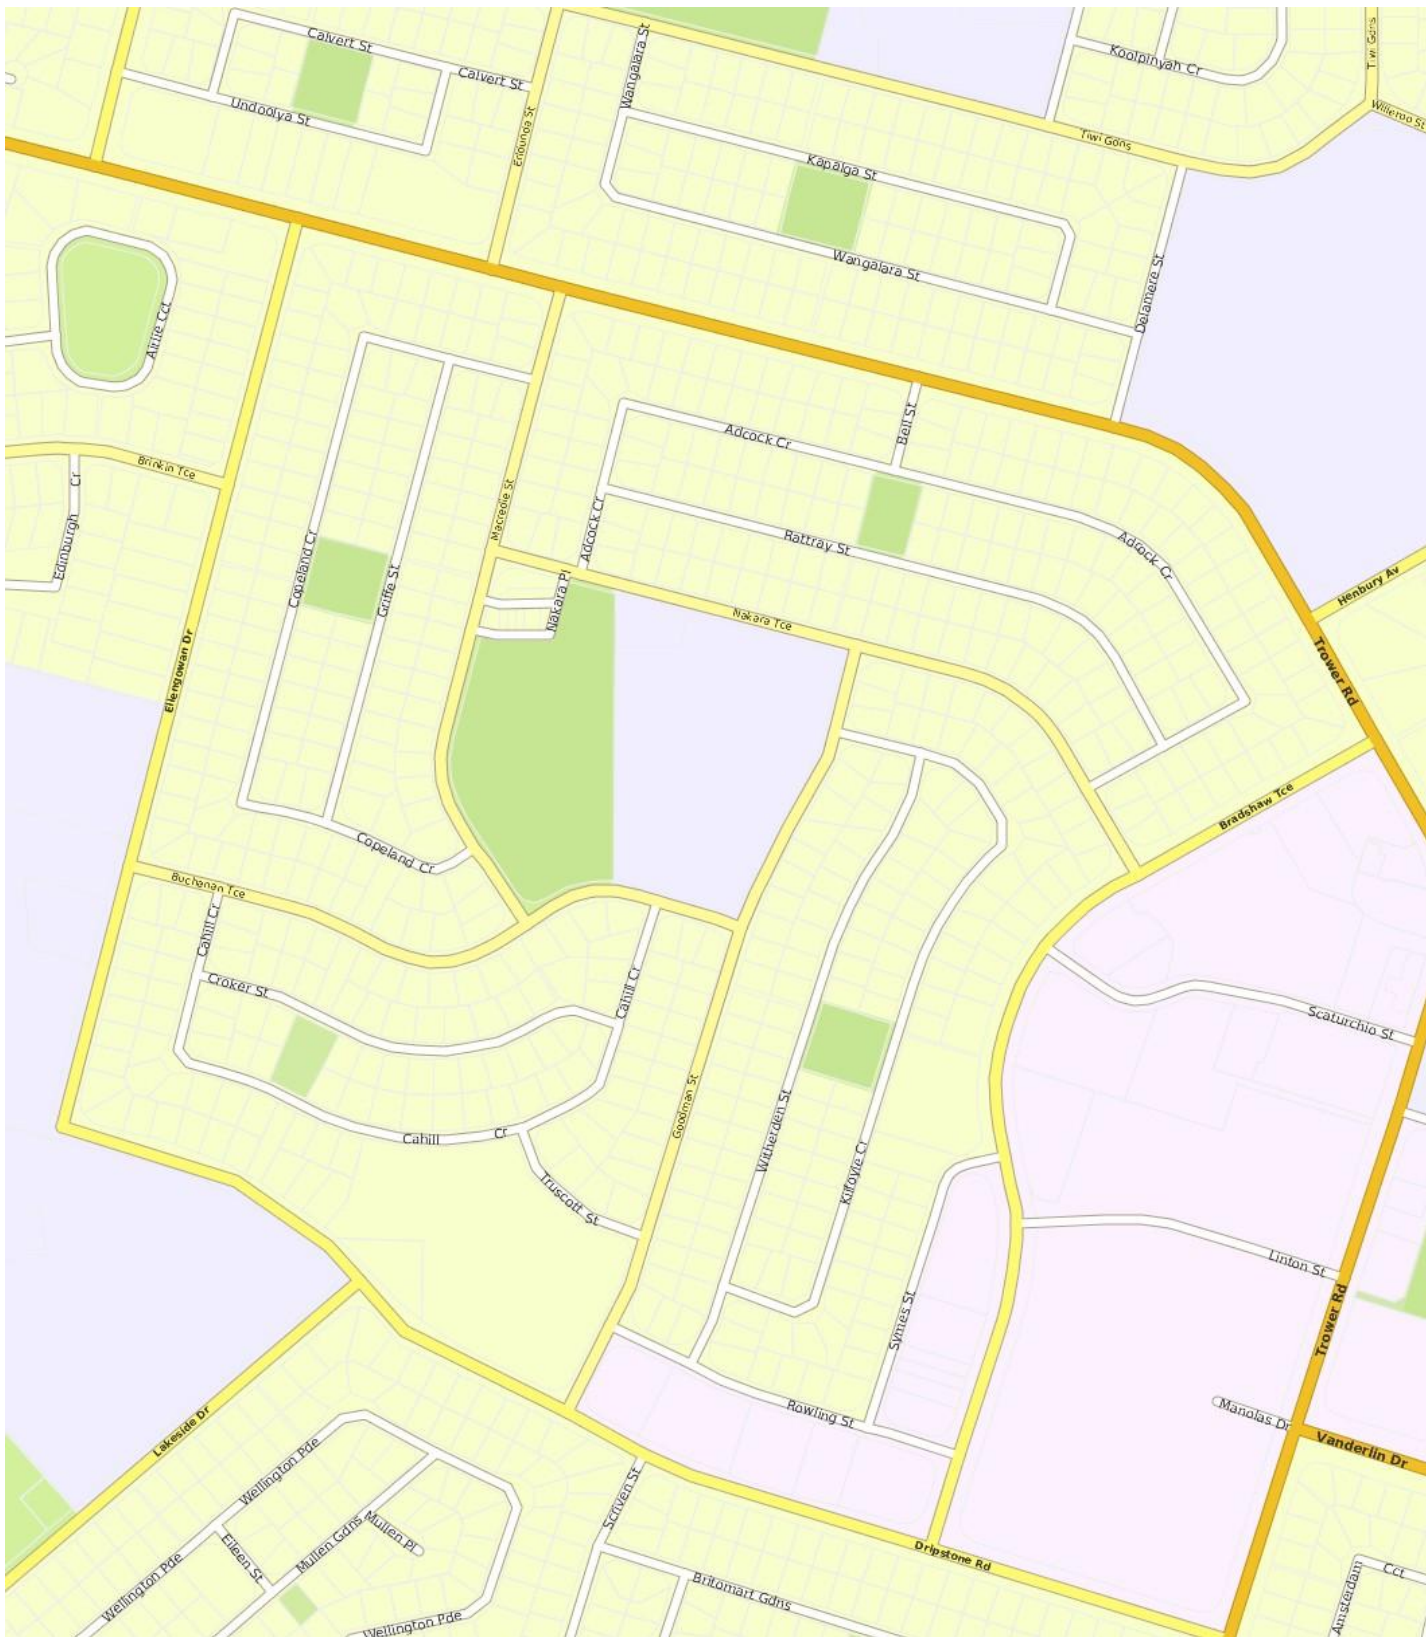 Calvert St
Calvert St
Undoolya St
Wangalara St
Koolpinyah Cr
Tiwi Gdns
Willeroo St
Tiwi Gdns
Kapalga St
Wangalara St
Delamere St
Airlie Cct
Adcock Cr
Bell St
Brinkin Tce
Edinburgh Cr
Macredie St
Adcock Cr
Rattray St
Adcock Cr
Copeland Cr
Griffe St
Nakara Pl
Nakara Tce
Henbury Av
Trower Rd
Ellengowan Dr
Bradshaw Tce
Copeland Cr
Buchanan Tce
Cahill Cr
Croker St
Cahill Cr
Scaturchio St
Goodman St
Witherden St
Kilfoyle Cr
Cahill Cr
Truscott St
Linton St
Symes St
Trower Rd
Rowling St
Manolas Dr
Vanderlin Dr
Lakeside Dr
Wellington Pde
Scriven St
Mullen Gdns
Mullen Pl
Eileen St
Wellington Pde
Dripstone Rd
Britomart Gdns
Amsterdam Cct
Wellington Pde